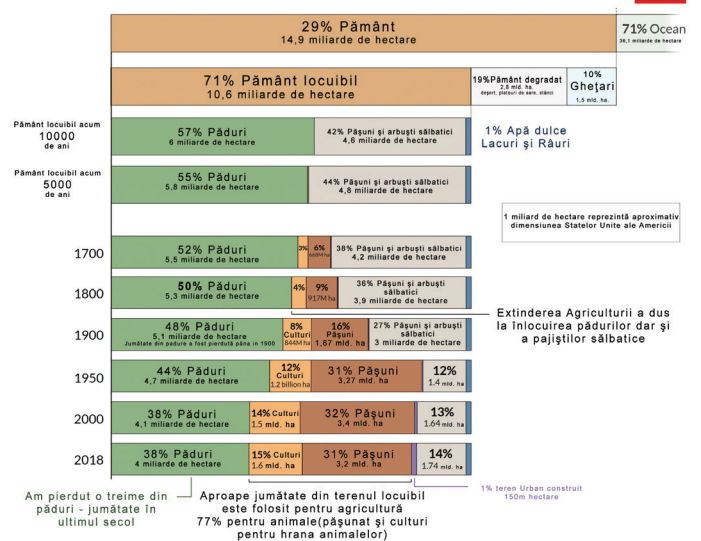 29% Pământ
14,9 miliarde de hectare
71% Ocean
36,1 miliarde de hectare
71% Pământ locuibil
10,6 miliarde de hectare
19%Pământ degradat
2,8 mld. ha.
deșert, platouri de sare, stânci
10%
Ghețari
1,5 mld. ha.
Pământ locuibil acum
10000
de ani
57% Păduri
6 miliarde de hectare
42% Pășuni și arbuști sălbatici
4,6 miliarde de hectare
1% Apă dulce
Lacuri și Râuri
Pământ locuibil acum
5000
de ani
55% Păduri
5,8 miliarde de hectare
44% Pășuni și arbuști sălbatici
4,8 miliarde de hectare
1 miliard de hectare reprezintă aproximativ
dimensiunea Statelor Unite ale Americii
1700
52% Păduri
5,5 miliarde de hectare
3%
6%
668M ha
38% Pășuni și arbuști sălbatici
4,2 miliarde de hectare
1800
50% Păduri
5,3 miliarde de hectare
4%
9%
917M ha
36% Pășuni și arbuști
sălbatici
3,9 miliarde de hectare
Extinderea Agriculturii a dus
la înlocuirea pădurilor dar și
a pajiștilor sălbatice
1900
48% Păduri
5,1 miliarde de hectare
Jumătate din padure a fost pierdută pâna in 1900
8%
Culturi
844M ha
16%
Pășuni
1,67 mld. ha
27% Pășuni și arbuști
sălbatici
3 miliarde de hectare
1950
44% Păduri
4,7 miliarde de hectare
12%
Culturi
1.2 billion ha
31% Pășuni
3,27 mld. ha
12%
1.4 mld. ha
2000
38% Păduri
4,1 miliarde de hectare
14% Culturi
1.5 mld. ha
32% Pășuni
3,4 mld. ha
13%
1.64 mld. ha
2018
38% Păduri
4 miliarde de hectare
15% Culturi
1.6 mld. ha
31% Pășuni
3,2 mld. ha
14%
1.74 mld. ha
Am pierdut o treime din
păduri - jumătate în
ultimul secol
Aproape jumătate din terenul locuibil
este folosit pentru agricultură
77% pentru animale(pășunat și culturi
pentru hrana animalelor)
1% teren Urban construit
150m hectare